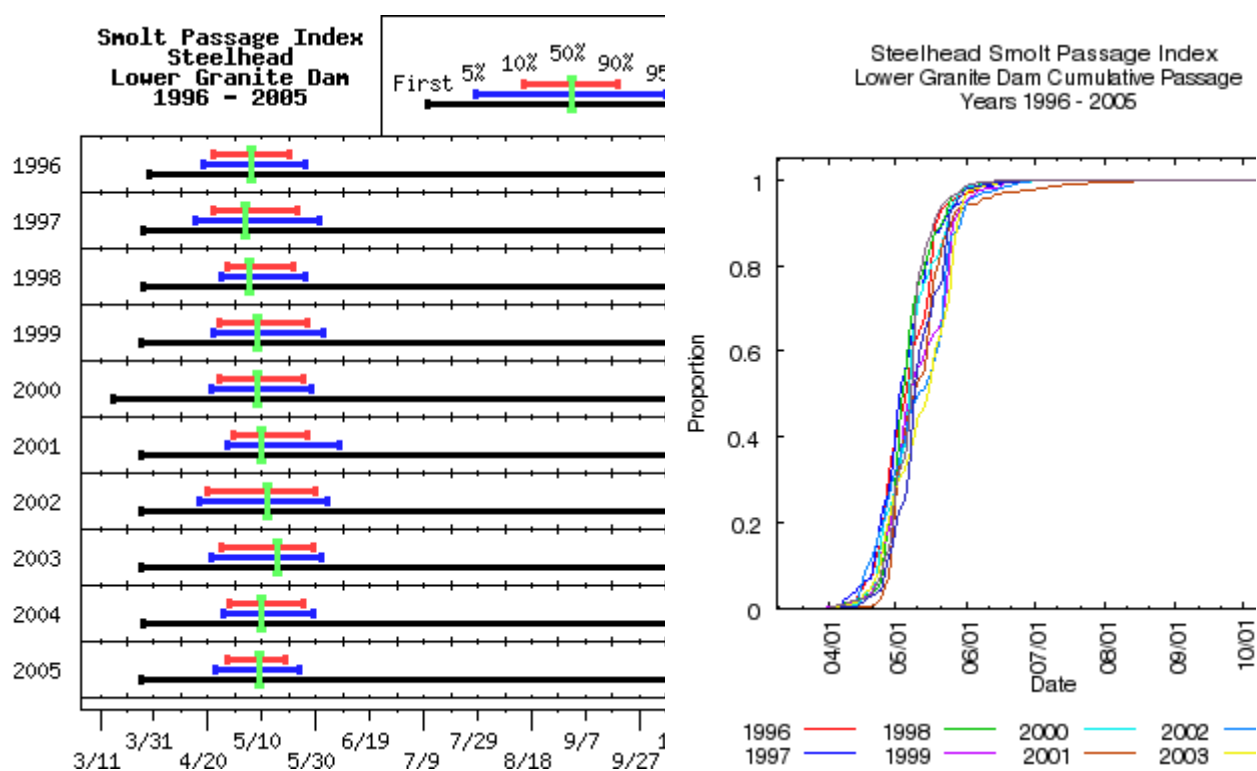 Smolt Passage Index
Steelhead
Lower Granite Dam
1996 - 2005
First 5% 10% 50% 90% 95
1996
1997
1998
1999
2000
2001
2002
2003
2004
2005
3/11 3/31 4/20 5/10 5/30 6/19 7/9 7/29 8/18 9/7 9/27 1
Steelhead Smolt Passage Index
Lower Granite Dam Cumulative Passage
Years 1996 - 2005
Proportion
1
0.8
0.6
0.4
0.2
0
04/01 05/01 06/01 07/01 08/01 09/01 10/01
Date
1996 1998 2000 2002
1997 1999 2001 2003